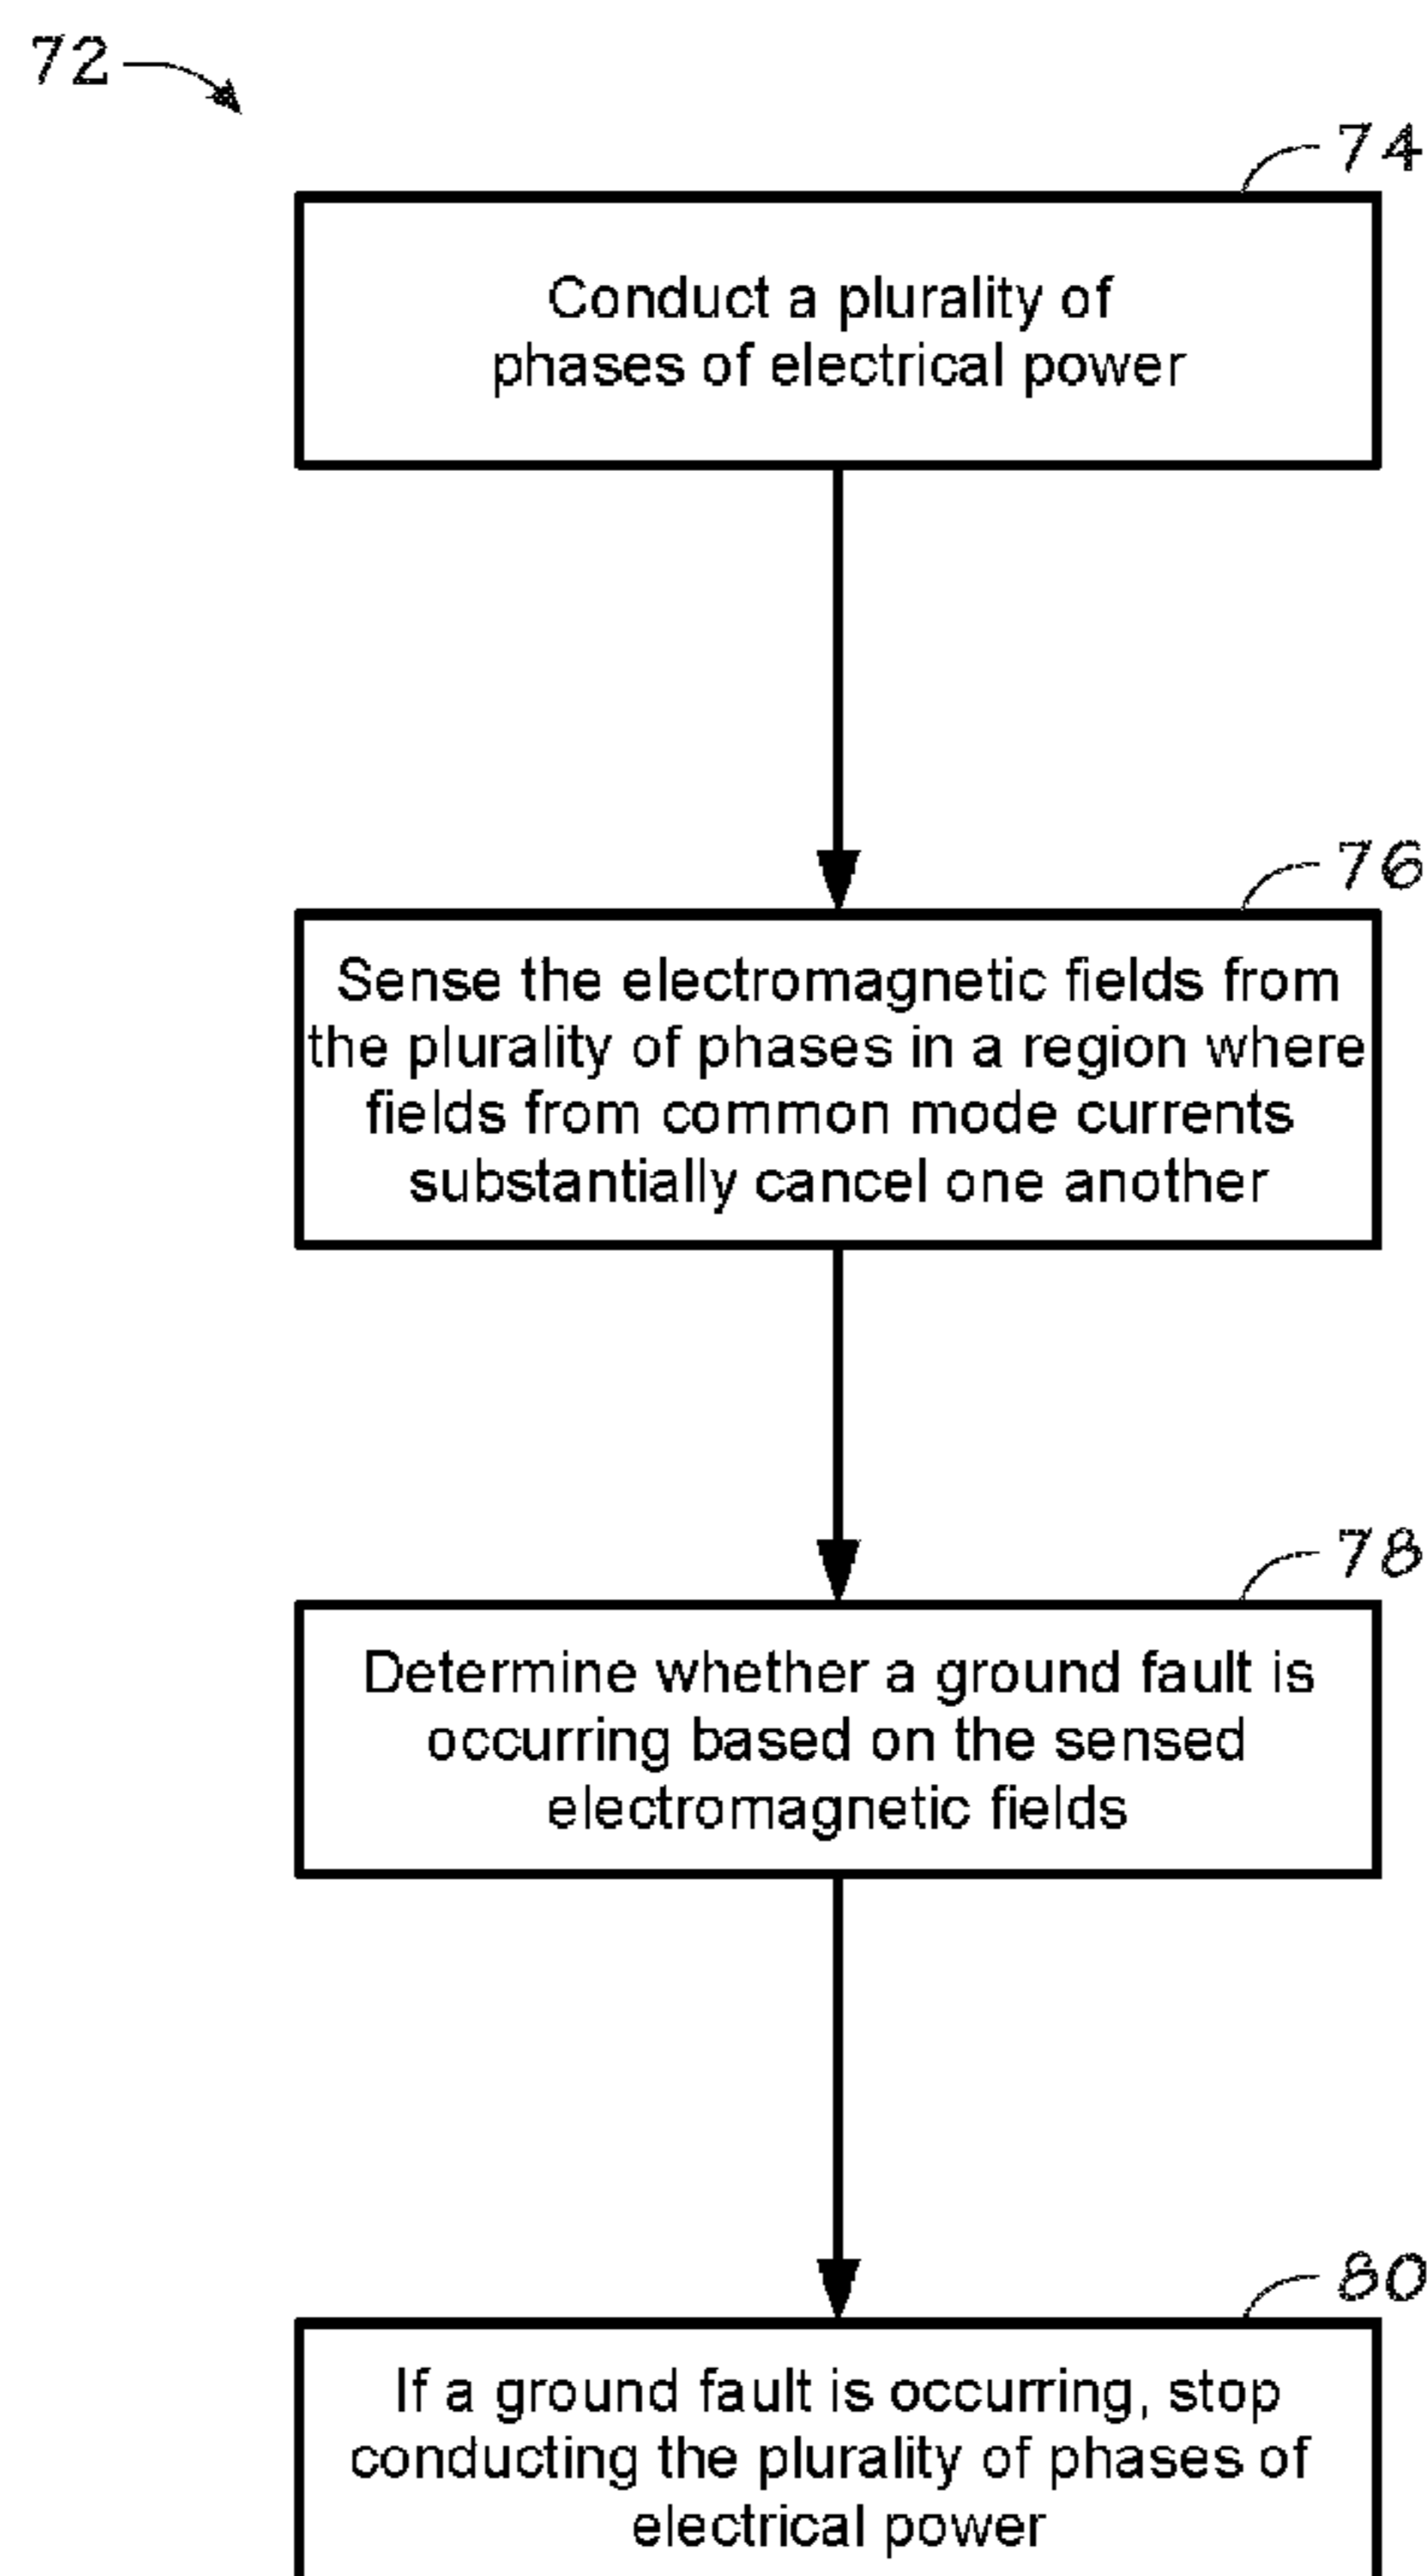 72
74
Conduct a plurality of
phases of electrical power
76
Sense the electromagnetic fields from
the plurality of phases in a region where
fields from common mode currents
substantially cancel one another
78
Determine whether a ground fault is
occurring based on the sensed
electromagnetic fields
80
If a ground fault is occurring, stop
conducting the plurality of phases of
electrical power